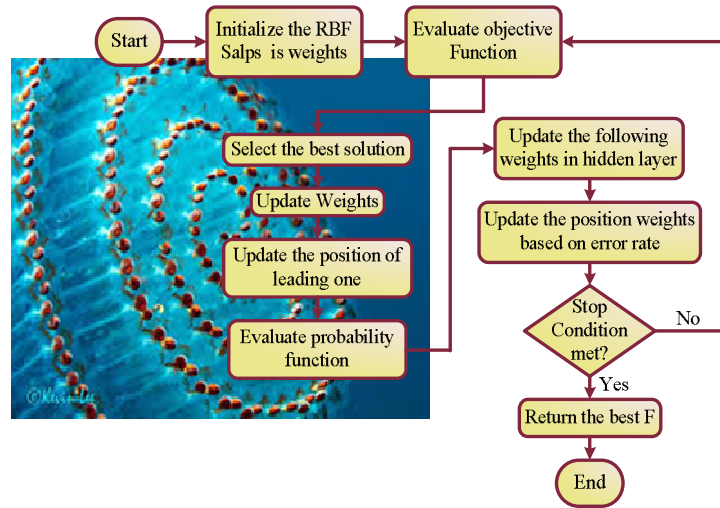 Start
Initialize the RBF
Salps is weights
Evaluate objective
Function
Select the best solution
Update Weights
Update the position of
leading one
Evaluate probability
function
Update the following
weights in hidden layer
Update the position weights
based on error rate
Stop
Condition
met?
No
Yes
Return the best F
End